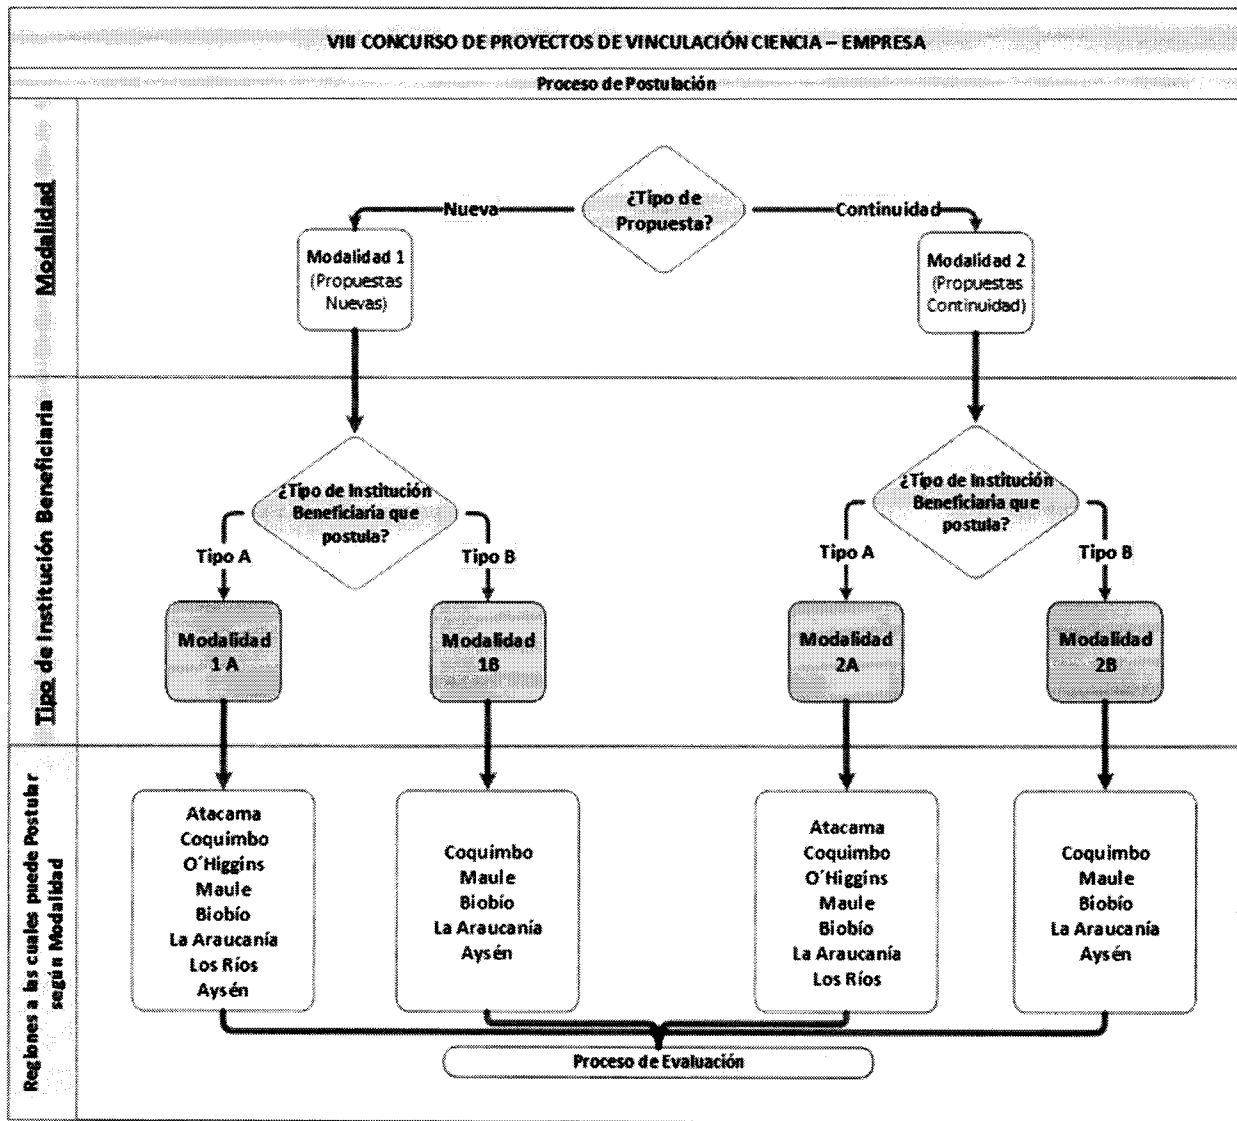 VIII CONCURSO DE PROYECTOS DE VINCULACIÓN CIENCIA – EMPRESA
Proceso de Postulación
Modalidad
¿Tipo de
Propuesta?
Nueva
Continuidad
Modalidad 1
(Propuestas
Nuevas)
Modalidad 2
(Propuestas
Continuidad)
Tipo de Institución Beneficiaria
¿Tipo de Institución
Beneficiaria que
postula?
Tipo A
Tipo B
¿Tipo de Institución
Beneficiaria que
postula?
Tipo A
Tipo B
Modalidad
1 A
Modalidad
1B
Modalidad
2A
Modalidad
2B
Regiones a las cuales puede Postular
según Modalidad
Atacama
Coquimbo
O´Higgins
Maule
Biobío
La Araucanía
Los Ríos
Aysén
Coquimbo
Maule
Biobío
La Araucanía
Aysén
Atacama
Coquimbo
O´Higgins
Maule
Biobío
La Araucanía
Los Ríos
Coquimbo
Maule
Biobío
La Araucanía
Aysén
Proceso de Evaluación